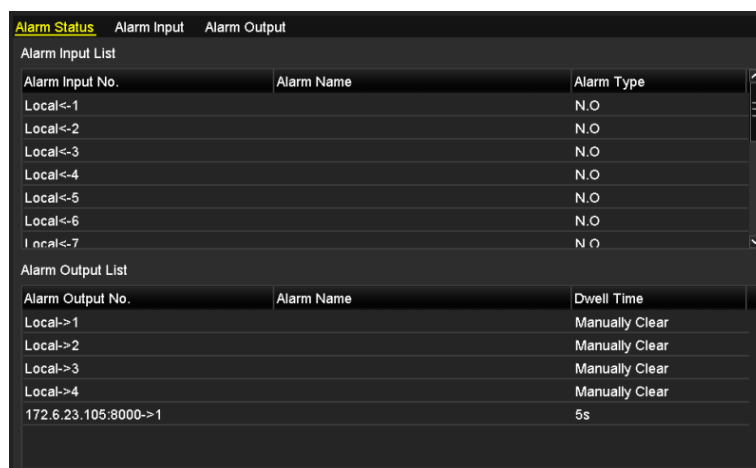 Alarm Status Alarm Input Alarm Output
Alarm Input List
Alarm Input No. Alarm Name Alarm Type
Local<-1 N.O
Local<-2 N.O
Local<-3 N.O
Local<-4 N.O
Local<-5 N.O
Local<-6 N.O
Local<-7 N.O
Alarm Output List
Alarm Output No. Alarm Name Dwell Time
Local->1 Manually Clear
Local->2 Manually Clear
Local->3 Manually Clear
Local->4 Manually Clear
172.6.23.105:8000->1 5s